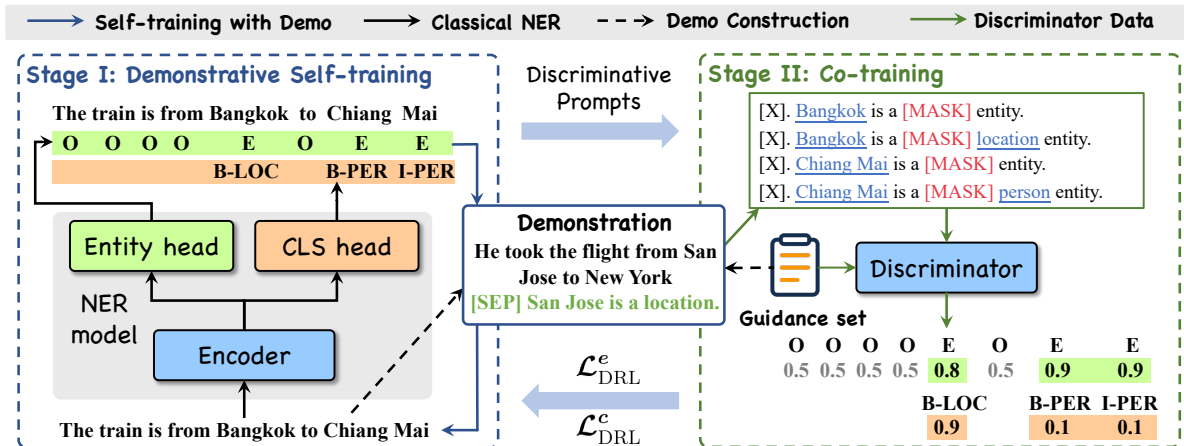 Self-training with Demo
Classical NER
Demo Construction
Discriminator Data
Stage I: Demonstrative Self-training
The train is from Bangkok to Chiang Mai
O O O O E O E E
B-LOC B-PER I-PER
Entity head
CLS head
NER
model
Encoder
The train is from Bangkok to Chiang Mai
Discriminative
Prompts
Demonstration
He took the flight from San
Jose to New York
[SEP] San Jose is a location.
ℒᵉ_DRL
ℒᶜ_DRL
Stage II: Co-training
[X]. Bangkok is a [MASK] entity.
[X]. Bangkok is a [MASK] location entity.
[X]. Chiang Mai is a [MASK] entity.
[X]. Chiang Mai is a [MASK] person entity.
Discriminator
Guidance set
O O O O E O E E
0.5 0.5 0.5 0.5 0.8 0.5 0.9 0.9
B-LOC B-PER I-PER
0.9 0.1 0.1